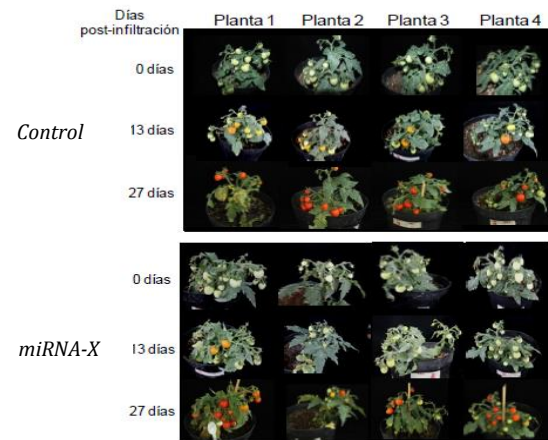 Días
post-infiltración
Planta 1 Planta 2 Planta 3 Planta 4
0 días
Control
13 días
27 días
0 días
miRNA-X
13 días
27 días